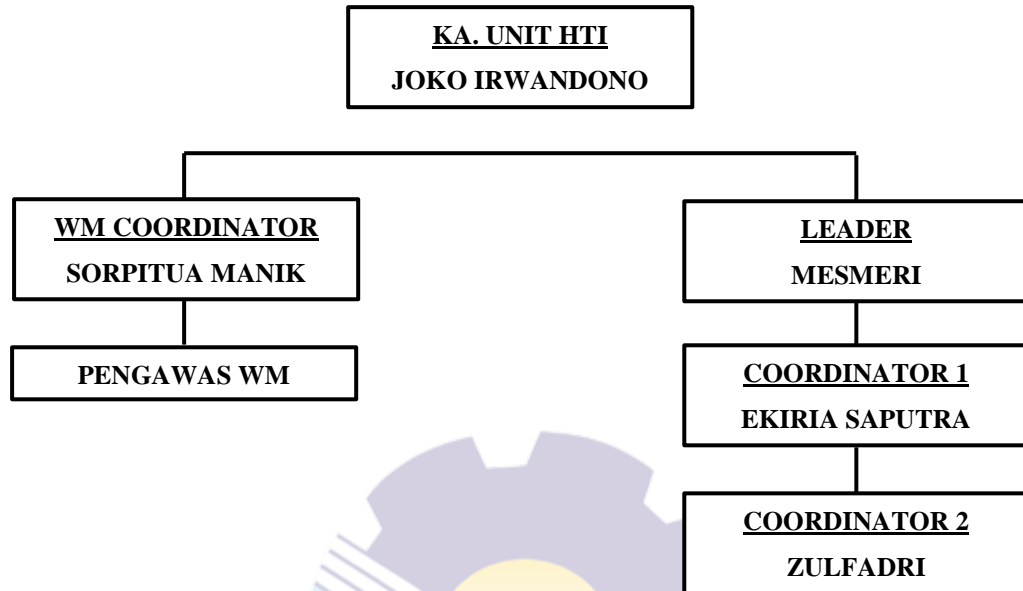 KA. UNIT HTI
JOKO IRWANDONO
WM COORDINATOR
SORPITUA MANIK
PENGAWAS WM
LEADER
MESMERI
COORDINATOR 1
EKIRIA SAPUTRA
COORDINATOR 2
ZULFADRI